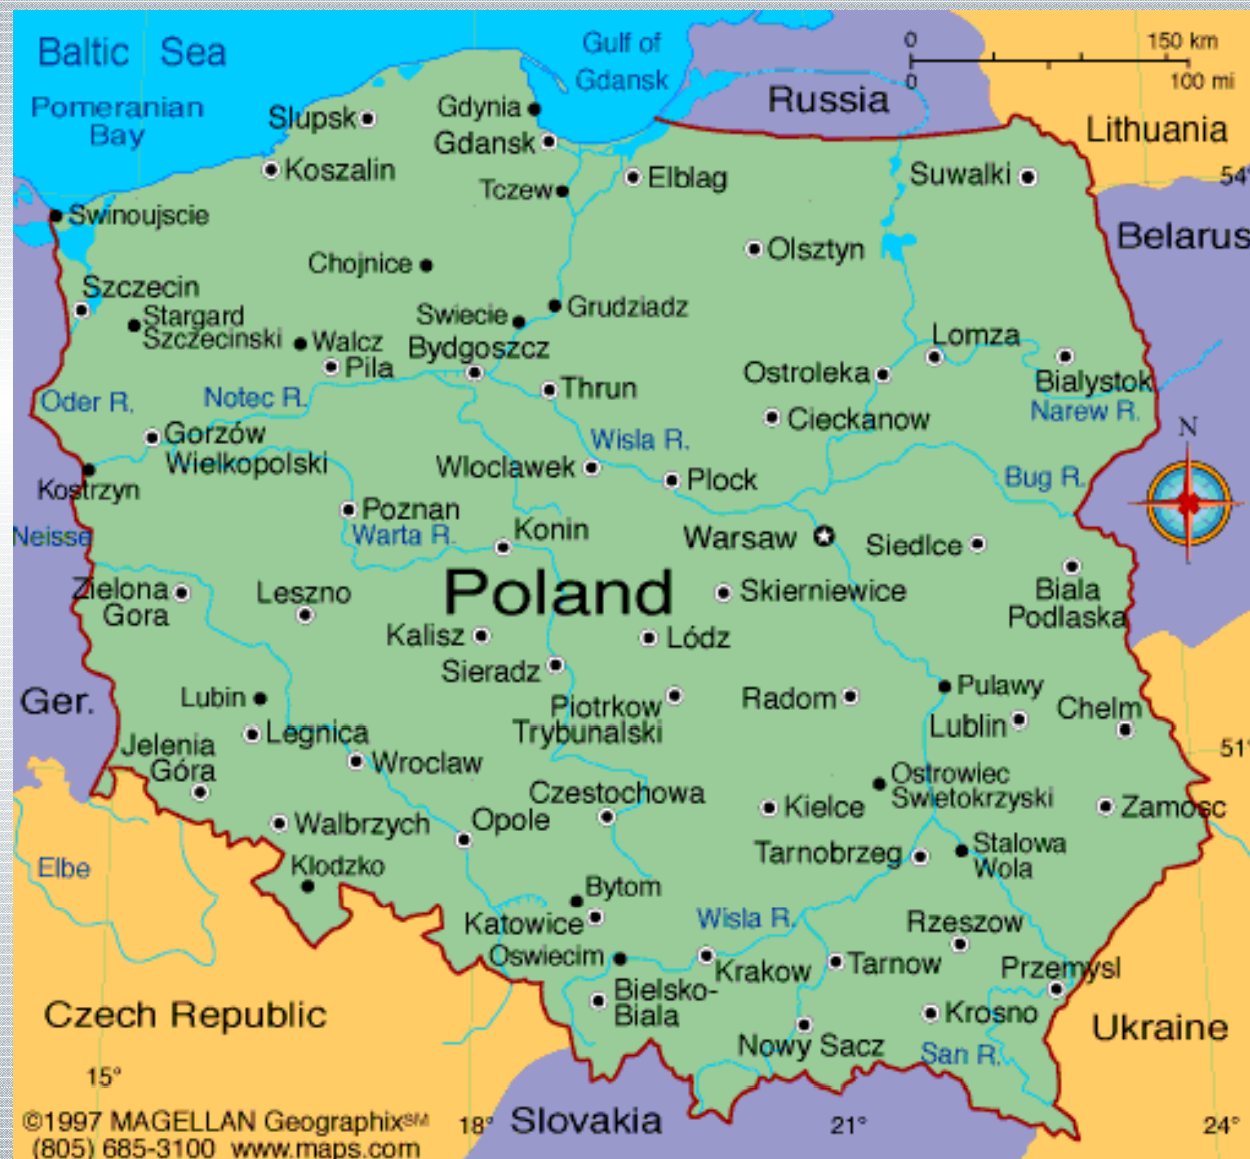 Baltic Sea
Gulf of
Gdansk
0
150 km
0
100 mi
Pomeranian
Bay
Russia
Lithuania
Slupsk
Gdynia
Gdansk
Koszalin
Tczew
Elblag
Suwalki
54°
Swinoujscie
Belarus
Chojnice
Olsztyn
Szczecin
Stargard
Szczecinski
Swiecie
Grudziadz
Walcz
Bydgoszcz
Lomza
Pila
Ostroleka
Bialystok
Oder R.
Notec R.
Thrun
Narew R.
Cieckanow
Gorzów
Wielkopolski
Wisla R.
N
Wloclawek
Plock
Bug R.
Kostrzyn
Poznan
Neisse
Warta R.
Konin
Warsaw
Siedlce
Zielona
Gora
Leszno
Poland
Skierniewice
Biala
Podlaska
Kalisz
Lódz
Sieradz
Ger.
Lubin
Piotrkow
Trybunalski
Radom
Pulawy
Lublin
Chelm
Legnica
Jelenia
Góra
Wroclaw
51°
Czestochowa
Ostrowiec
Swietokrzyski
Kielce
Zamosc
Walbrzych
Opole
Tarnobrzeg
Stalowa
Wola
Elbe
Klodzko
Bytom
Katowice
Wisla R.
Rzeszow
Oswiecim
Krakow
Tarnow
Przemysl
Bielsko-
Biala
Krosno
Czech Republic
Nowy Sacz
San R.
Ukraine
15°
©1997 MAGELLAN Geographix℠
(805) 685-3100 www.maps.com
18°
Slovakia
21°
24°